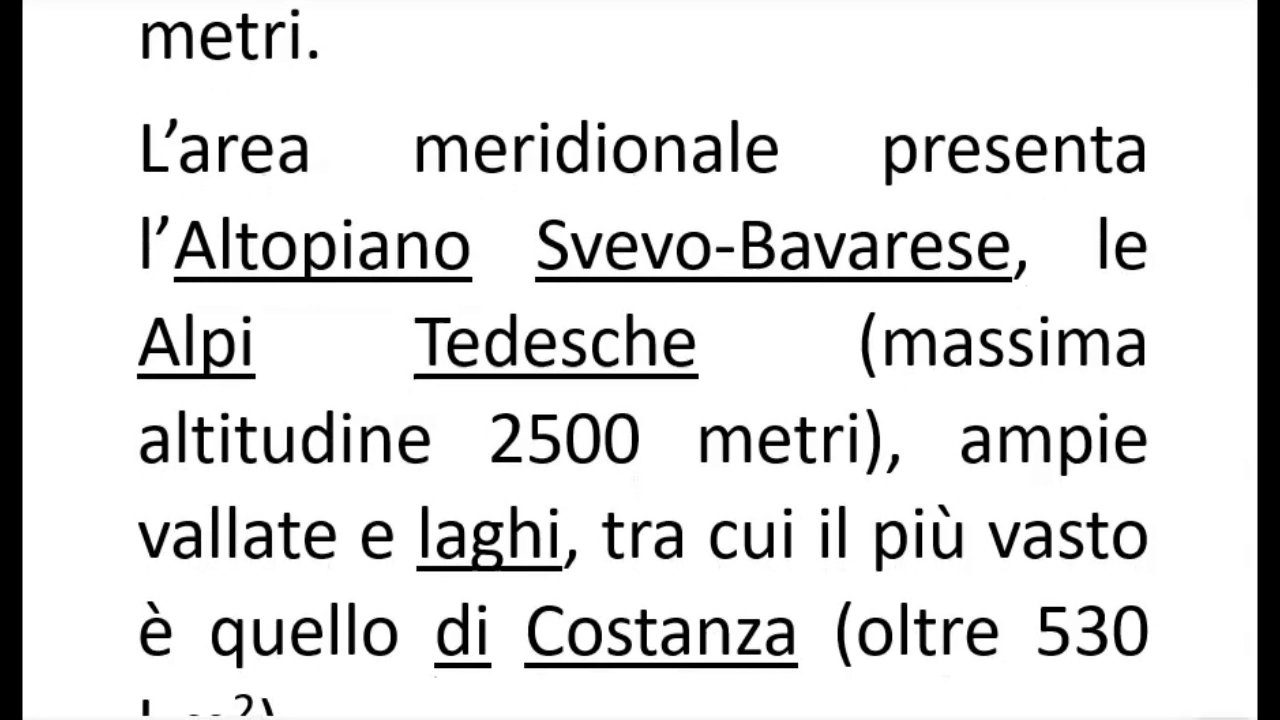 metri.
L’area meridionale presenta
l’Altopiano Svevo-Bavarese, le
Alpi Tedesche (massima
altitudine 2500 metri), ampie
vallate e laghi, tra cui il più vasto
è quello di Costanza (oltre 530
km²)